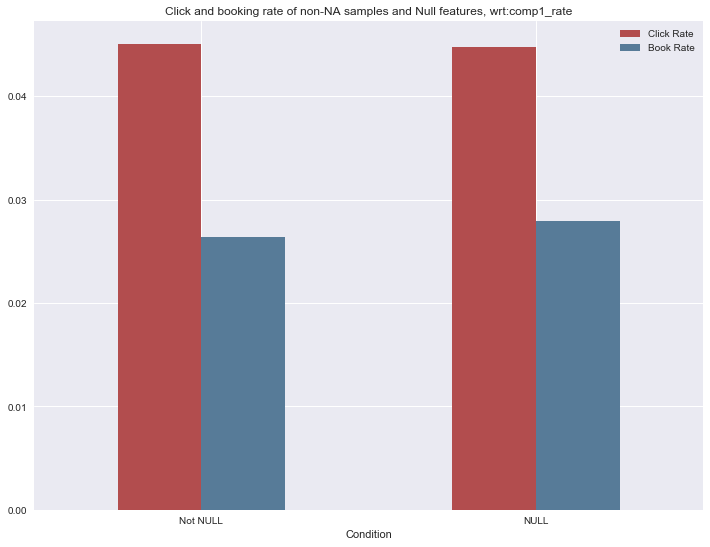 Click and booking rate of non-NA samples and Null features, wrt:comp1_rate
Click Rate
Book Rate
0.04
0.03
0.02
0.01
0.00
Not NULL
NULL
Condition